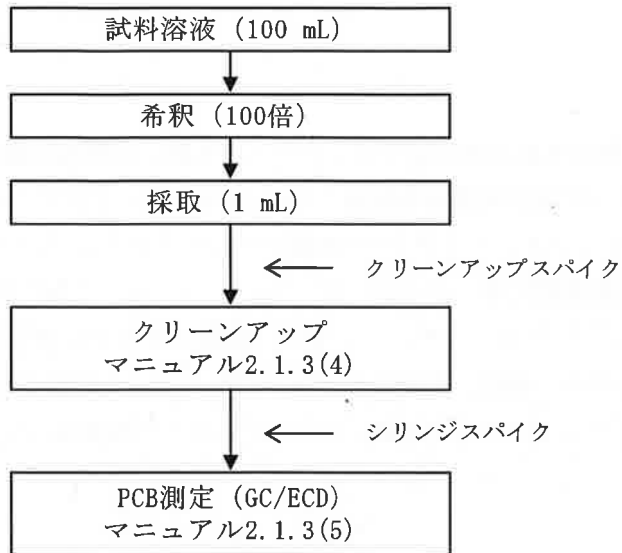 試料溶液 (100 mL)
希釈 (100倍)
採取 (1 mL)
クリーンアップスパイク
クリーンアップ
マニュアル2.1.3(4)
シリンジスパイク
PCB測定 (GC/ECD)
マニュアル2.1.3(5)